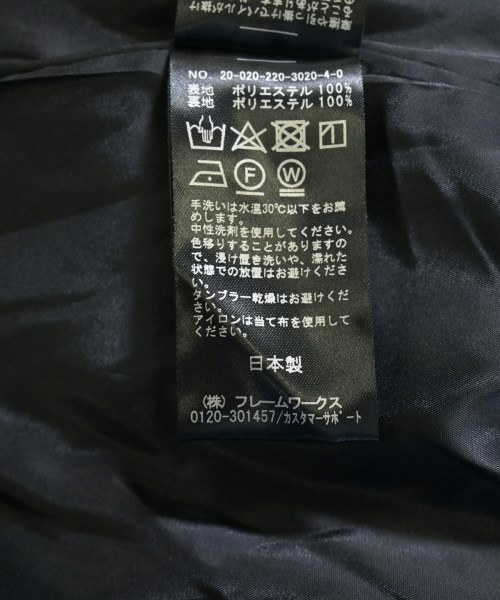 NO. 20-020-220-3020-4-0
表地 ポリエステル 100%
裏地 ポリエステル 100%
F W
手洗いは水温30℃以下をお薦
めします。
中性洗剤を使用してください。
色移りすることがありますの
で、浸け置き洗いや、濡れた
状態での放置はお避けくださ
い。
タンブラー乾燥はお避けくだ
さい。
アイロンは当て布を使用して
ください。
日本製
(株) フレームワークス
0120-301457/カスタマーサポート